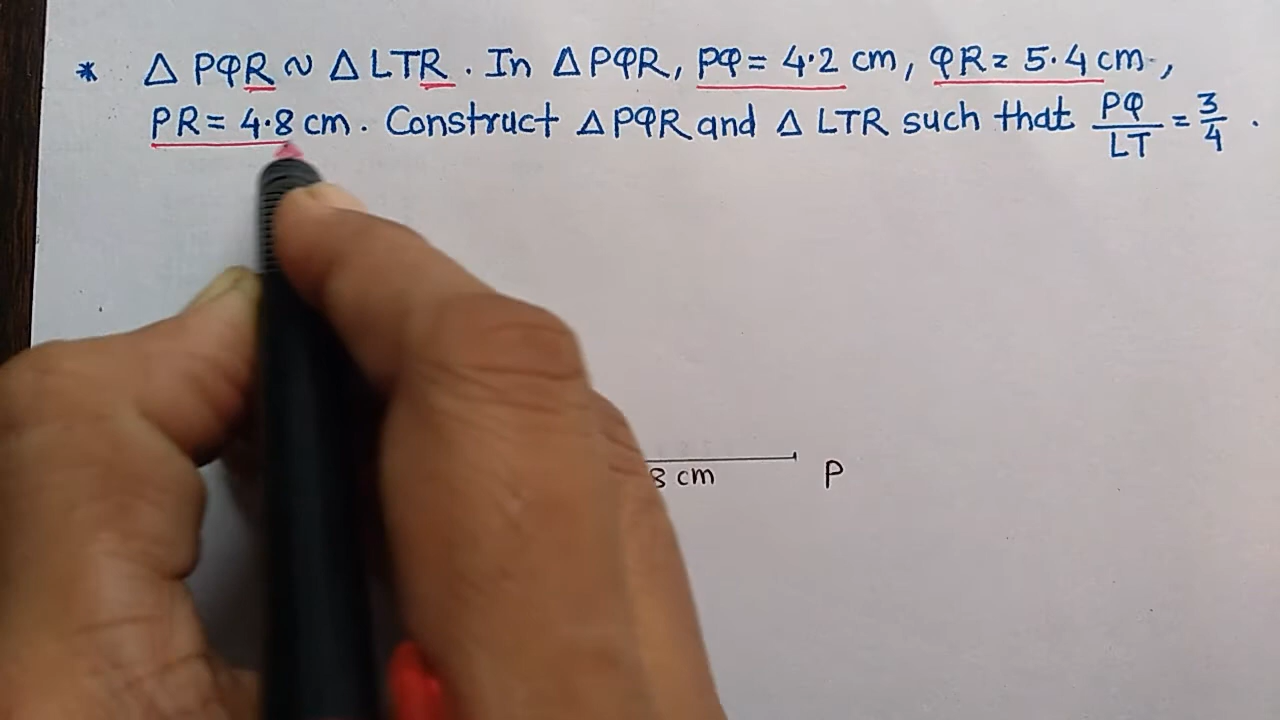 * △ PQR ~ △ LTR . In △ PQR, PQ = 4.2 cm, QR = 5.4 cm,
PR = 4.8 cm. Construct △ PQR and △ LTR such that PQ/LT = 3/4 .
8 cm P